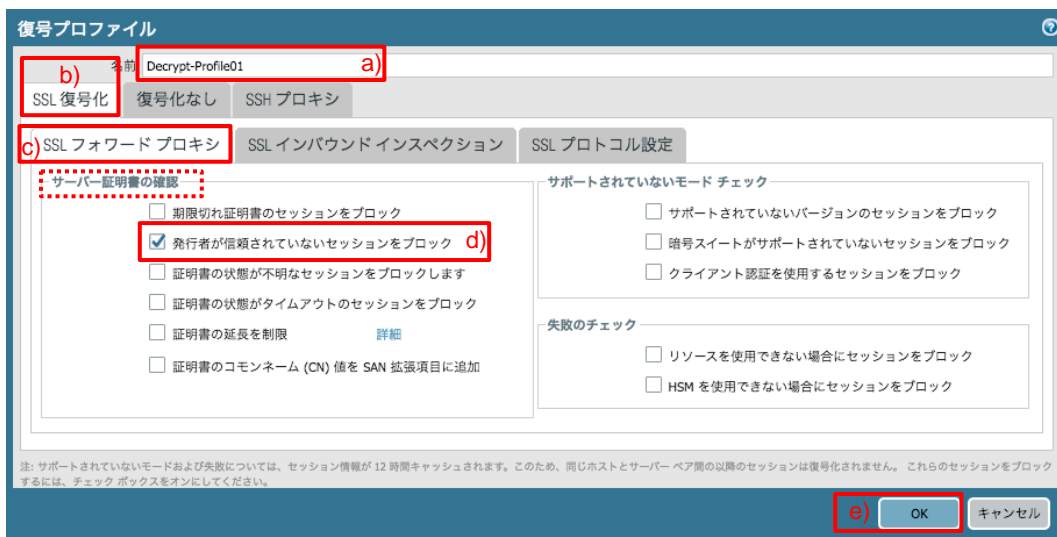 復号プロファイル
名前 Decrypt-Profile01 a)
b)
SSL 復号化 復号化なし SSH プロキシ
c) SSL フォワード プロキシ SSL インバウンド インスペクション SSL プロトコル設定
サーバー証明書の確認
期限切れ証明書のセッションをブロック
発行者が信頼されていないセッションをブロック d)
証明書の状態が不明なセッションをブロックします
証明書の状態がタイムアウトのセッションをブロック
証明書の延長を制限 詳細
証明書のコモンネーム (CN) 値を SAN 拡張項目に追加
サポートされていないモード チェック
サポートされていないバージョンのセッションをブロック
暗号スイートがサポートされていないセッションをブロック
クライアント認証を使用するセッションをブロック
失敗のチェック
リソースを使用できない場合にセッションをブロック
HSM を使用できない場合にセッションをブロック
注: サポートされていないモードおよび失敗については、セッション情報が 12 時間キャッシュされます。このため、同じホストとサーバー ペア間の以降のセッションは復号化されません。 これらのセッションをブロック
するには、チェック ボックスをオンにしてください。
e) OK キャンセル